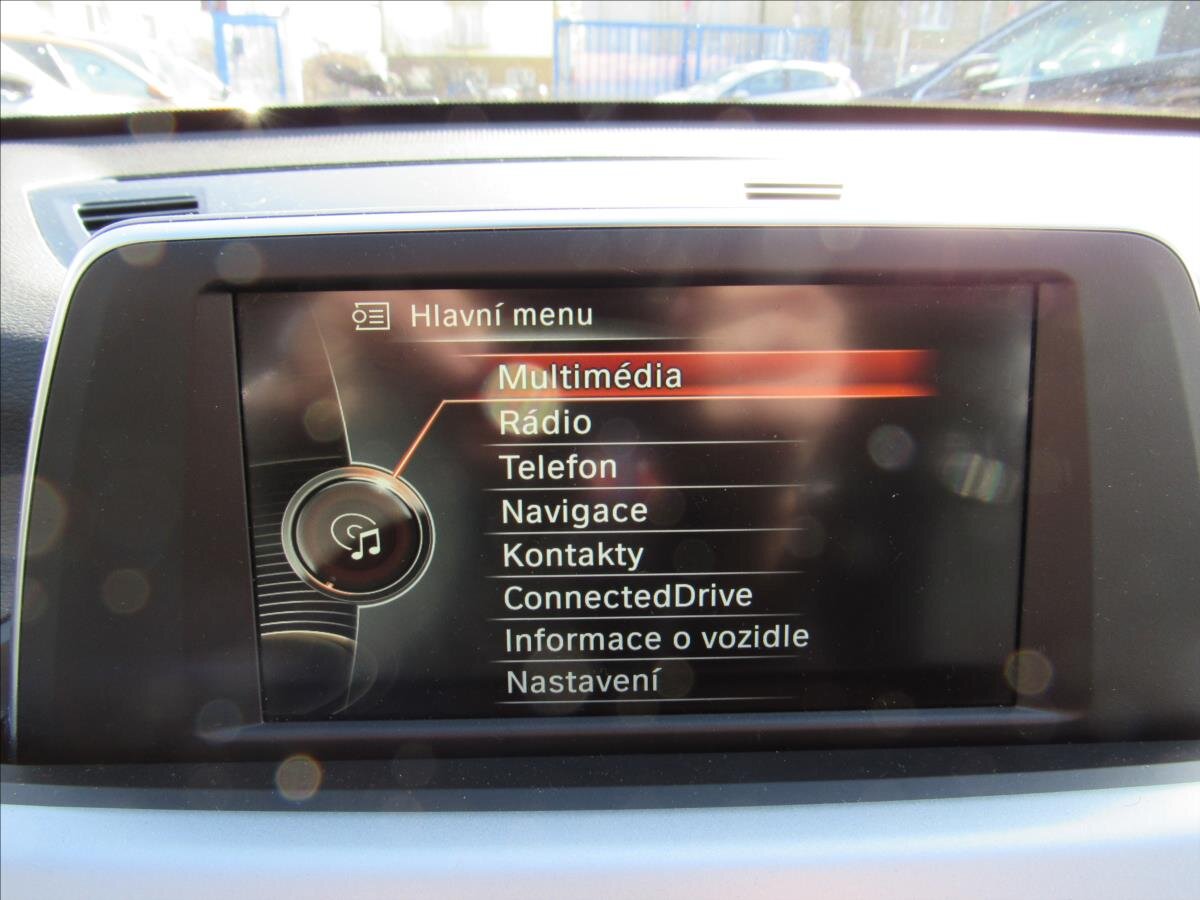 Hlavní menu
Multimédia
Rádio
Telefon
Navigace
Kontakty
ConnectedDrive
Informace o vozidle
Nastavení